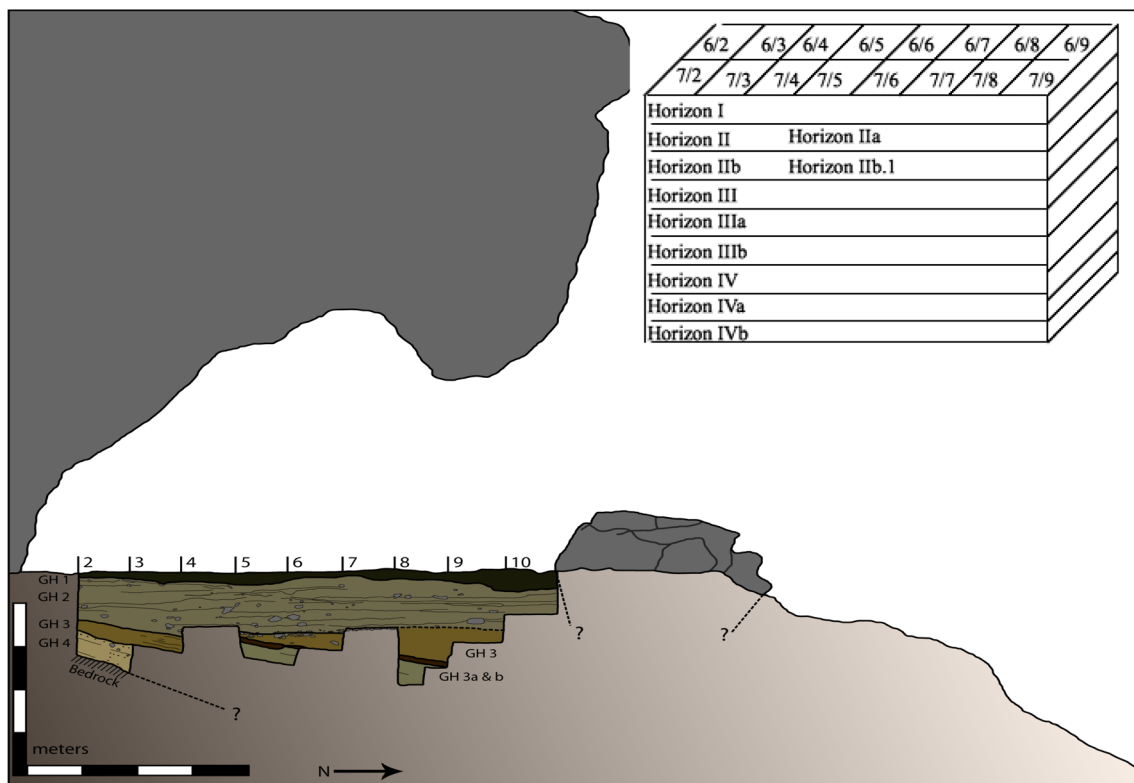 6/2 6/3 6/4 6/5 6/6 6/7 6/8 6/9
7/2 7/3 7/4 7/5 7/6 7/7 7/8 7/9
Horizon I
Horizon II Horizon IIa
Horizon IIb Horizon IIb.1
Horizon III
Horizon IIIa
Horizon IIIb
Horizon IV
Horizon IVa
Horizon IVb
2 3 4 5 6 7 8 9 10
GH 1
GH 2
GH 3
GH 4
Bedrock
?
GH 3
GH 3a & b
?
?
meters
N